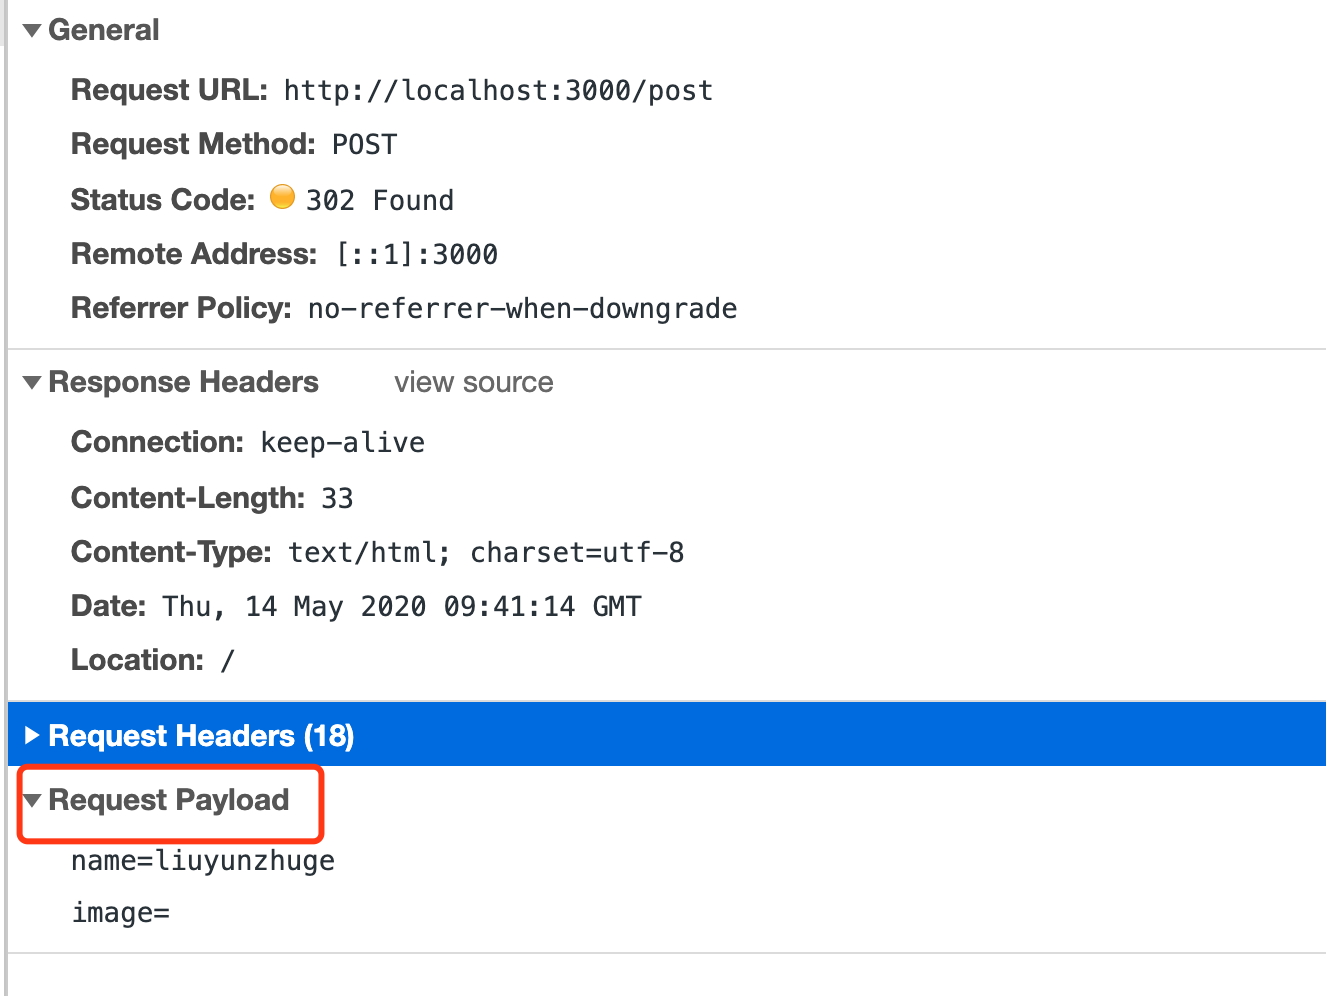 General
Request URL: http://localhost:3000/post
Request Method: POST
Status Code: 302 Found
Remote Address: [::1]:3000
Referrer Policy: no-referrer-when-downgrade
Response Headers view source
Connection: keep-alive
Content-Length: 33
Content-Type: text/html; charset=utf-8
Date: Thu, 14 May 2020 09:41:14 GMT
Location: /
Request Headers (18)
Request Payload
name=liuyunzhuge
image=